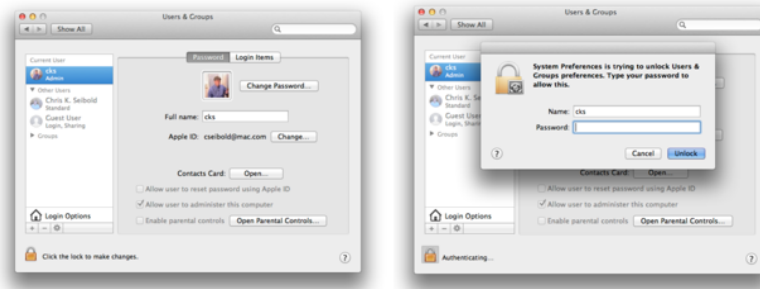 Users & Groups
Show All
Password Login Items
Current User
cks
Admin
Other Users
Chris K. Seibold
Standard
Guest User
Login, Sharing
Groups
Login Options
Change Password...
Full name: cks
Apple ID: cseibold@mac.com Change...
Contacts Card: Open...
Allow user to reset password using Apple ID
Allow user to administer this computer
Enable parental controls Open Parental Controls...
Click the lock to make changes.
Users & Groups
Show All
Current User
cks
Admin
Other Users
Chris K. Se
Standard
Guest User
Login, Shari
Groups
Login Options
System Preferences is trying to unlock Users &
Groups preferences. Type your password to
allow this.
Name: cks
Password:
Cancel Unlock
Contacts Card: Open...
Allow user to reset password using Apple ID
Allow user to administer this computer
Enable parental controls Open Parental Controls...
Authenticating...